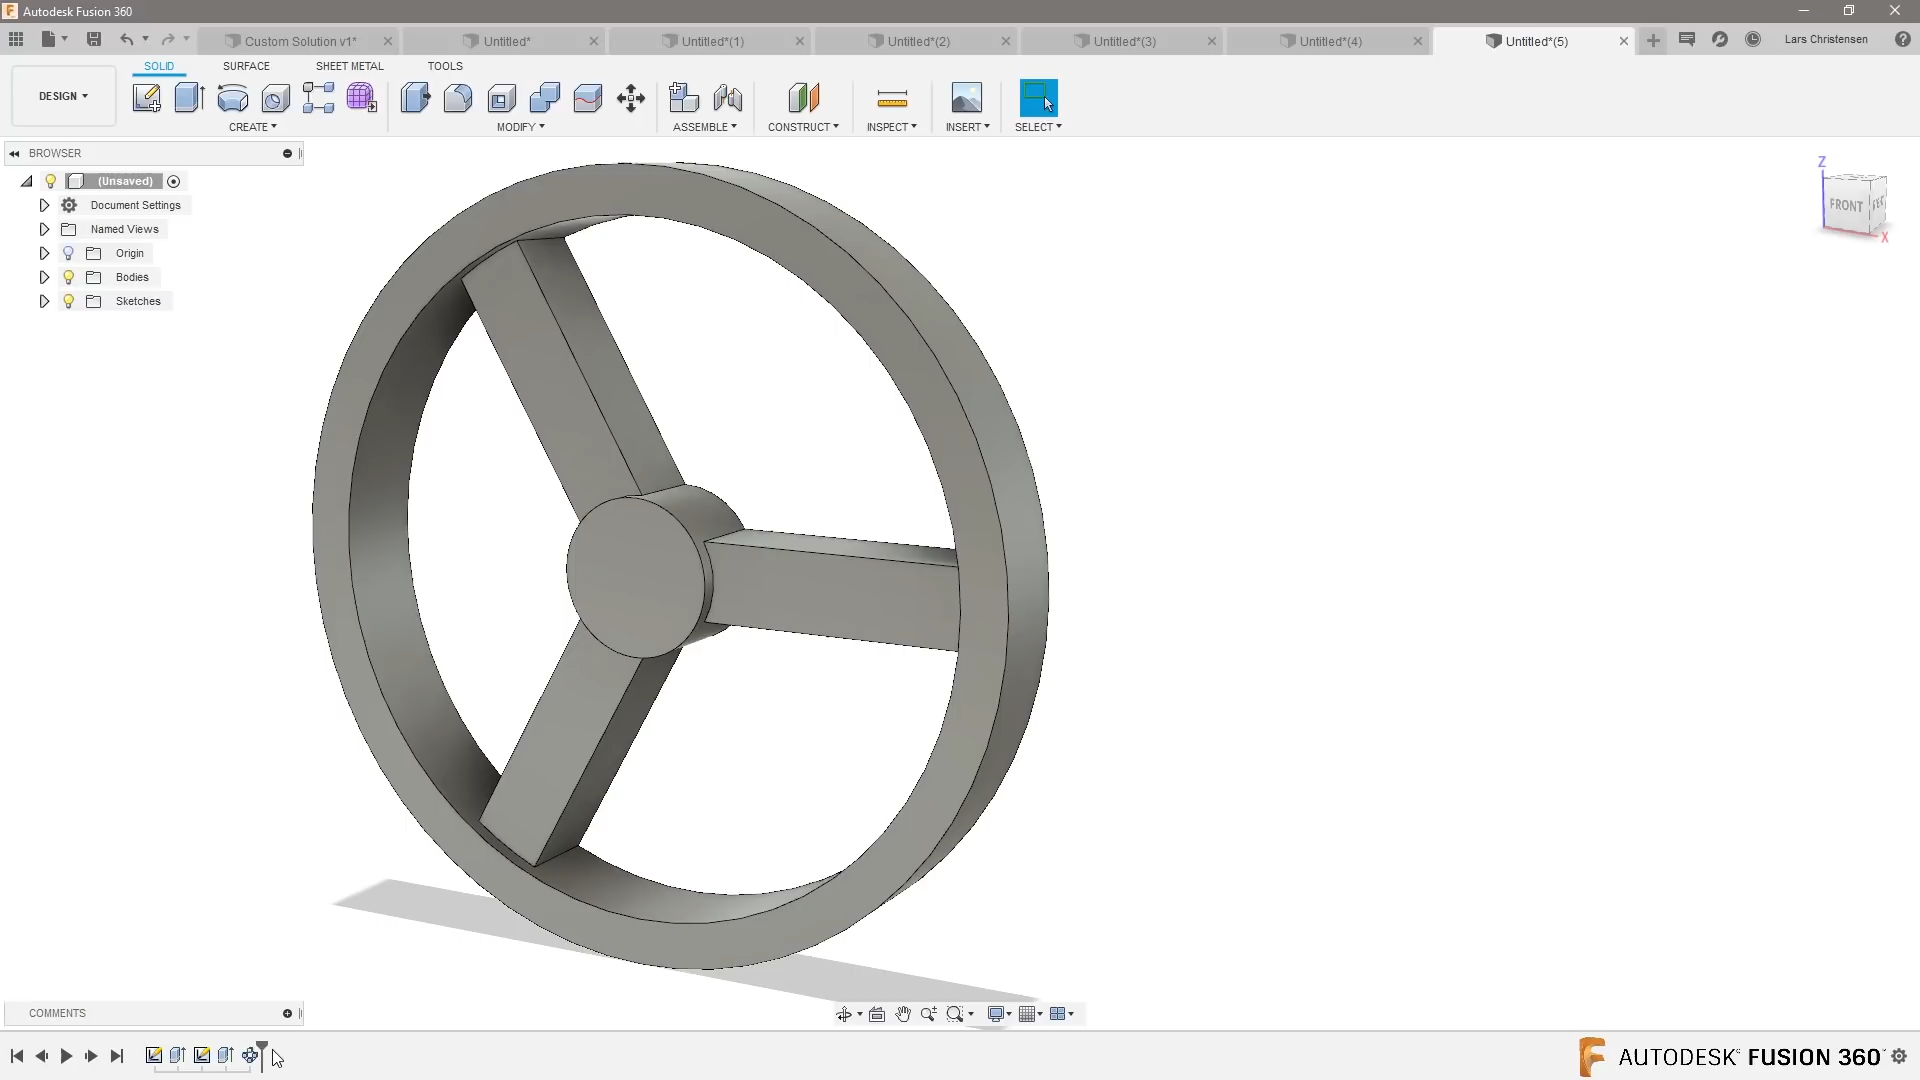 Autodesk Fusion 360
Custom Solution v1*
Untitled*
Untitled*(1)
Untitled*(2)
Untitled*(3)
Untitled*(4)
Untitled*(5)
Lars Christensen
SOLID
SURFACE
SHEET METAL
TOOLS
DESIGN
CREATE
MODIFY
ASSEMBLE
CONSTRUCT
INSPECT
INSERT
SELECT
BROWSER
(Unsaved)
Document Settings
Named Views
Origin
Bodies
Sketches
Z
FRONT
X
COMMENTS
AUTODESK® FUSION 360™